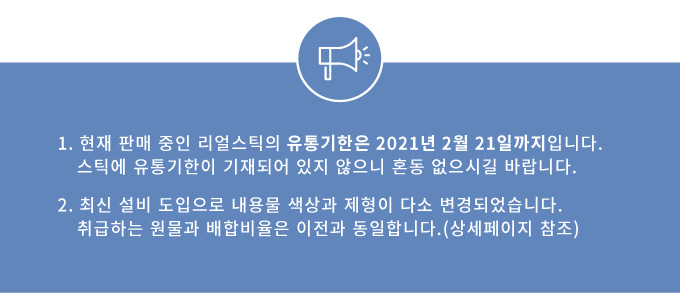 1. 현재 판매 중인 리얼스틱의 유통기한은 2021년 2월 21일까지입니다.
스틱에 유통기한이 기재되어 있지 않으니 혼동 없으시길 바랍니다.
2. 최신 설비 도입으로 내용물 색상과 제형이 다소 변경되었습니다.
취급하는 원물과 배합비율은 이전과 동일합니다.(상세페이지 참조)